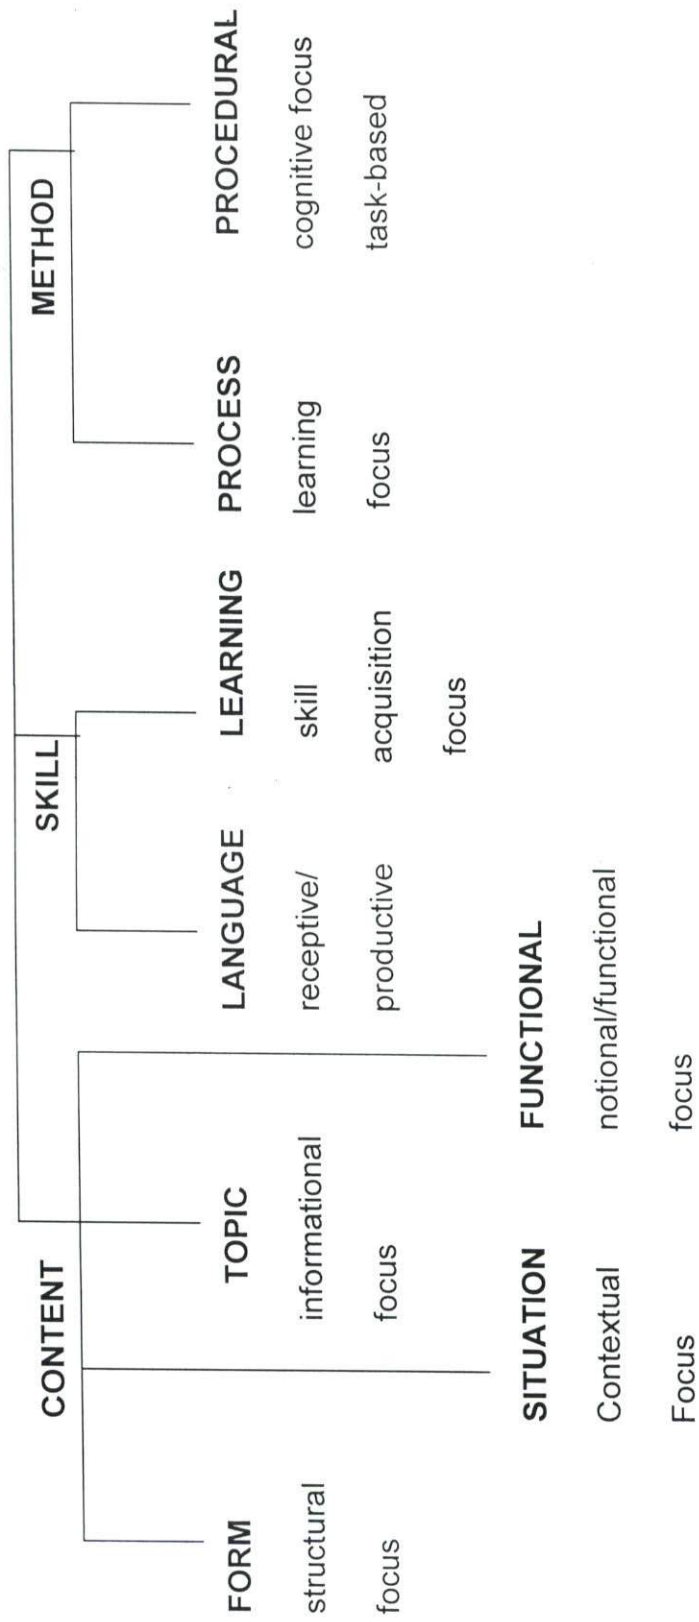 CONTENT
SKILL
METHOD
FORM
structural
focus
TOPIC
informational
focus
LANGUAGE
receptive/
productive
LEARNING
skill
acquisition
focus
PROCESS
learning
focus
PROCEDURAL
cognitive focus
task-based
SITUATION
Contextual
Focus
FUNCTIONAL
notional/functional
focus